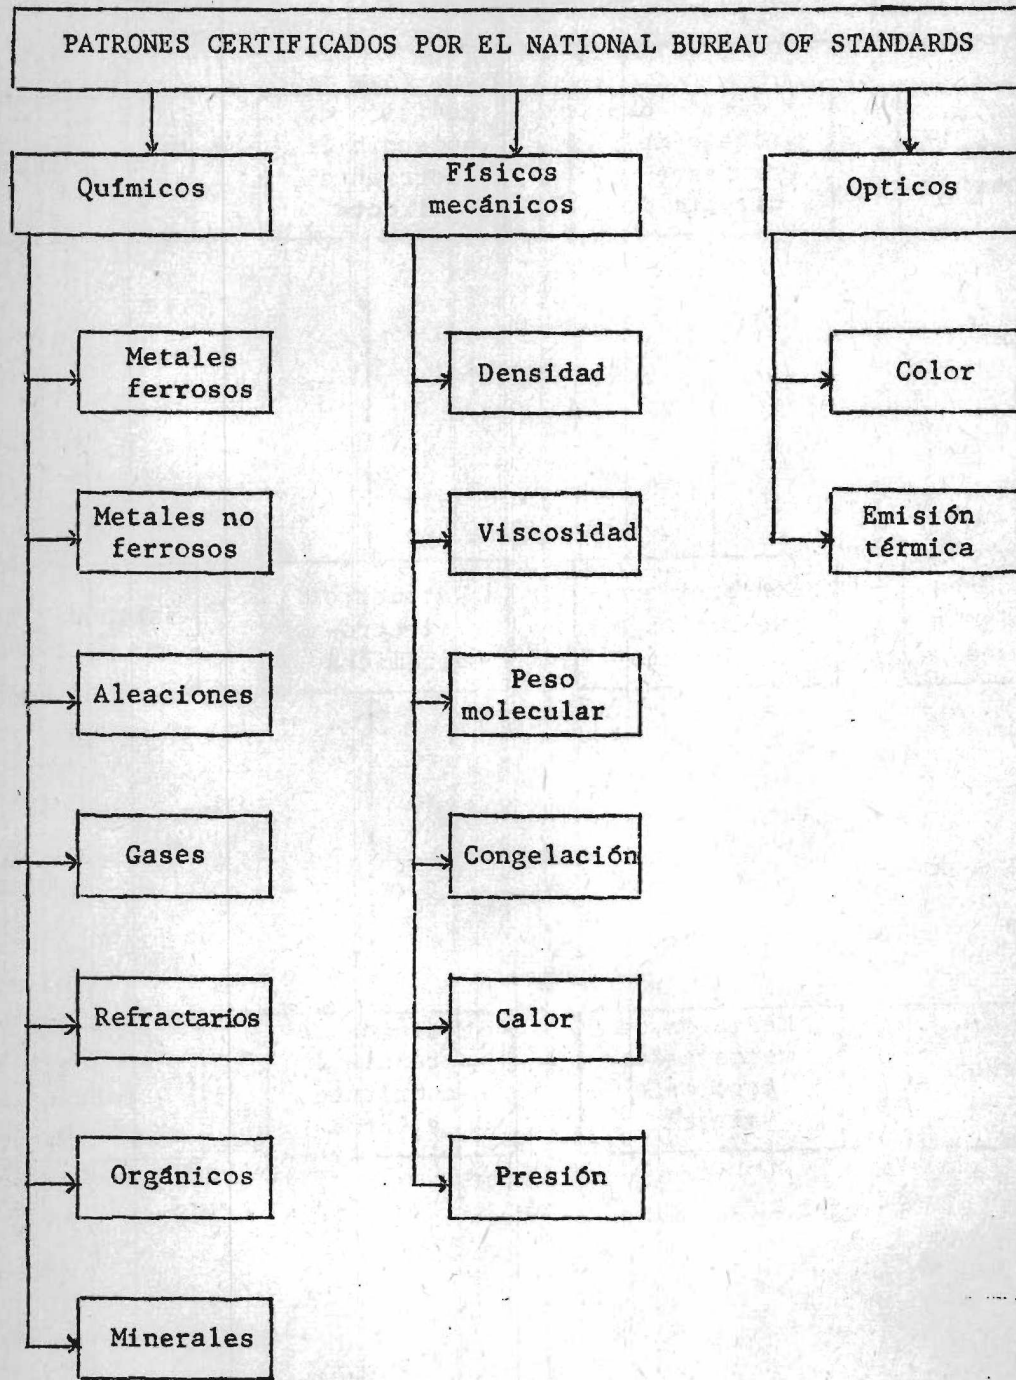 PATRONES CERTIFICADOS POR EL NATIONAL BUREAU OF STANDARDS
Químicos
Físicos
mecánicos
Opticos
Metales
ferrosos
Metales no
ferrosos
Aleaciones
Gases
Refractarios
Orgánicos
Minerales
Densidad
Viscosidad
Peso
molecular
Congelación
Calor
Presión
Color
Emisión
térmica